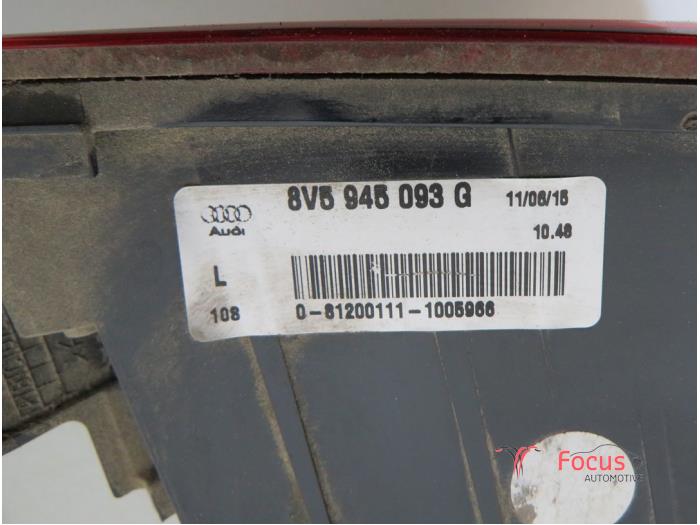 8V5 945 093 G 11/06/15
Audi 10.48
L
108 0-81200111-1005966
Focus
AUTOMOTIVE